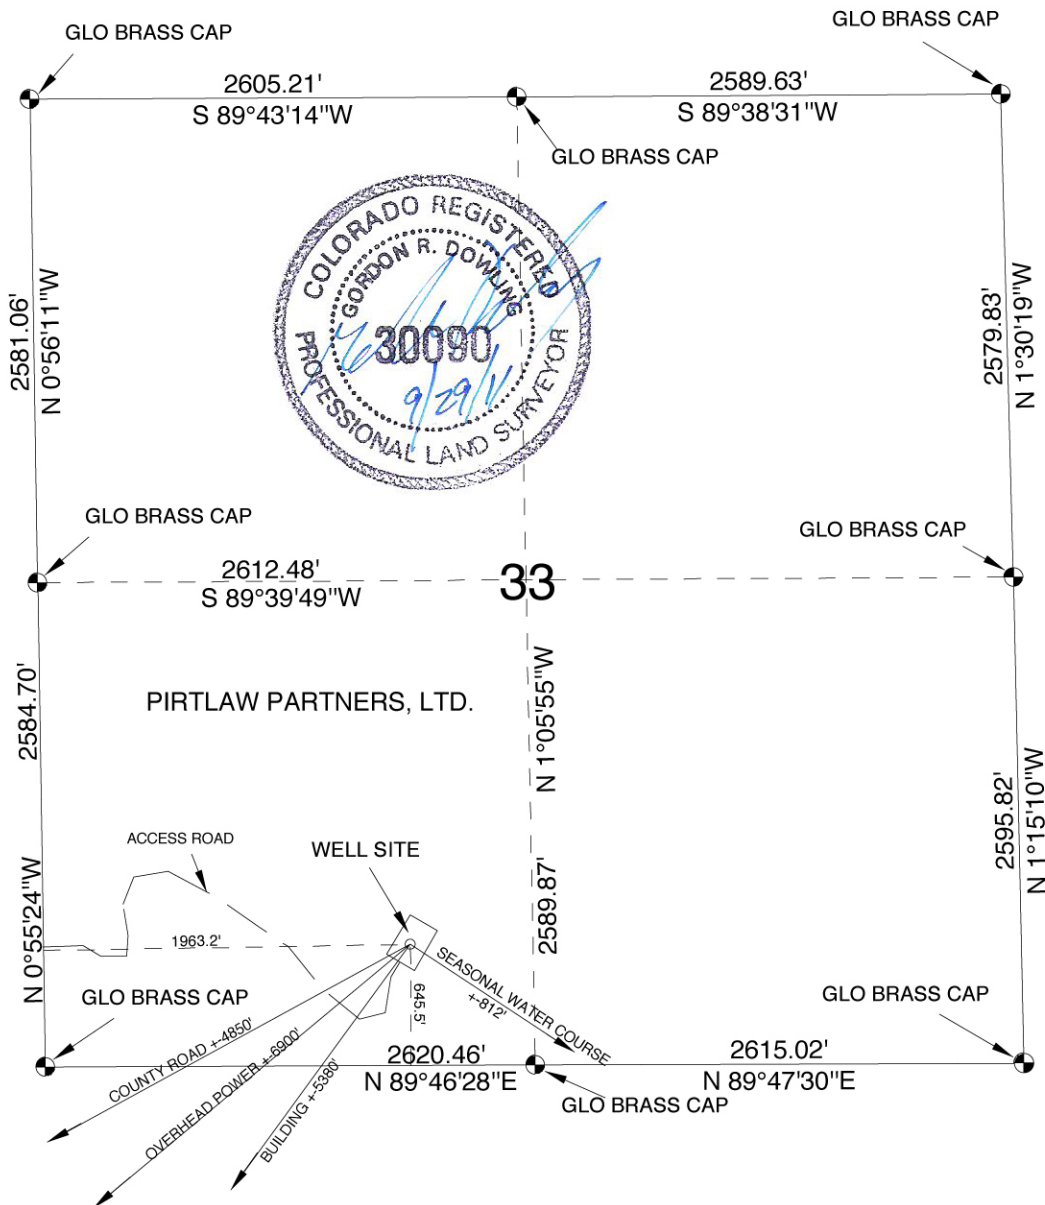 GLO BRASS CAP
GLO BRASS CAP
2605.21'
S 89°43'14"W
2589.63'
S 89°38'31"W
GLO BRASS CAP
COLORADO REGISTERED
GORDON R. DOWLING
30090
9/29/11
PROFESSIONAL LAND SURVEYOR
2581.06'
N 0°56'11"W
2579.83'
N 1°30'19"W
GLO BRASS CAP
GLO BRASS CAP
2612.48'
S 89°39'49"W
33
2584.70'
N 0°55'24"W
PIRTLAW PARTNERS, LTD.
N 1°05'55"W
2589.87'
2595.82'
N 1°15'10"W
ACCESS ROAD
WELL SITE
1963.2'
645.5'
SEASONAL WATER COURSE
+-812'
GLO BRASS CAP
GLO BRASS CAP
COUNTY ROAD +-4850'
OVERHEAD POWER +-6900'
BUILDING +-5380'
2620.46'
N 89°46'28"E
2615.02'
N 89°47'30"E
GLO BRASS CAP